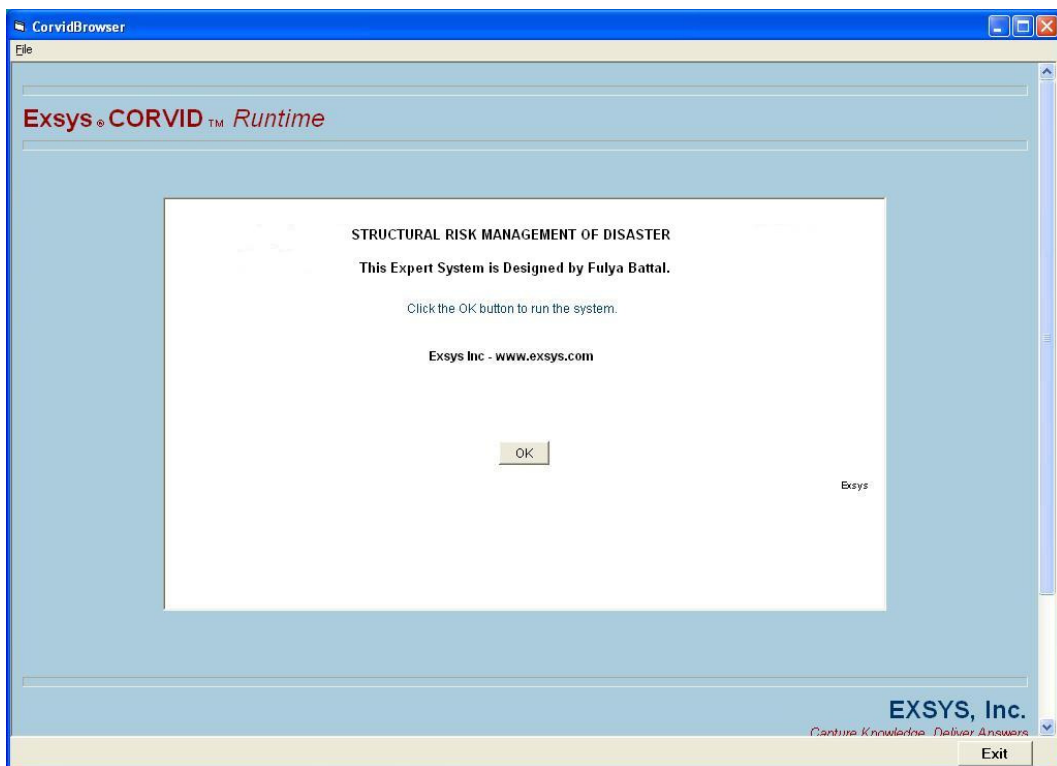 CorvidBrowser
File
Exsys ® CORVID TM Runtime
STRUCTURAL RISK MANAGEMENT OF DISASTER
This Expert System is Designed by Fulya Battal.
Click the OK button to run the system.
Exsys Inc - www.exsys.com
OK
Exsys
EXSYS, Inc.
Capture Knowledge. Deliver Answers
Exit